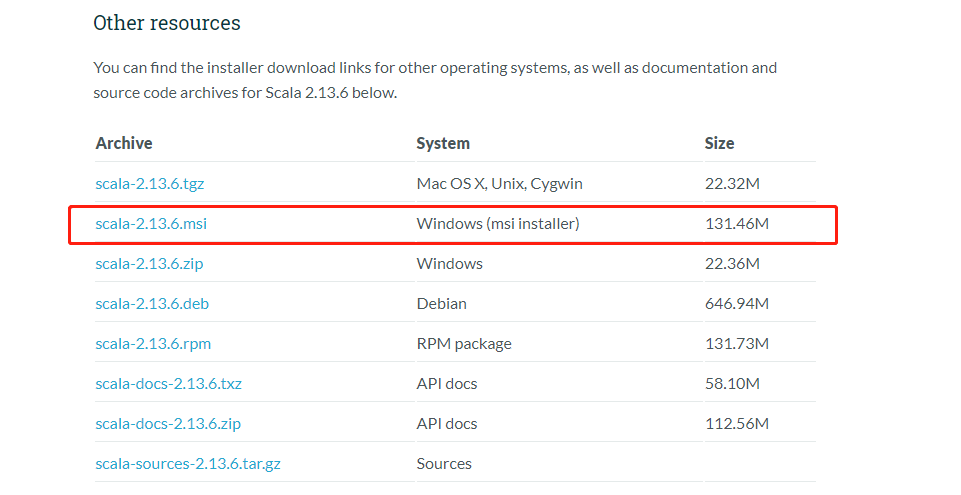 Other resources
You can find the installer download links for other operating systems, as well as documentation and
source code archives for Scala 2.13.6 below.
Archive System Size
scala-2.13.6.tgz Mac OS X, Unix, Cygwin 22.32M
scala-2.13.6.msi Windows (msi installer) 131.46M
scala-2.13.6.zip Windows 22.36M
scala-2.13.6.deb Debian 646.94M
scala-2.13.6.rpm RPM package 131.73M
scala-docs-2.13.6.txz API docs 58.10M
scala-docs-2.13.6.zip API docs 112.56M
scala-sources-2.13.6.tar.gz Sources